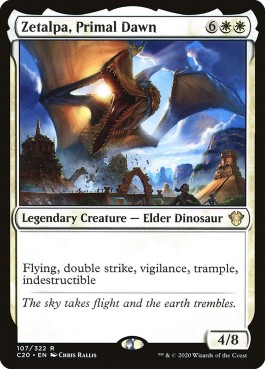 Zetalpa, Primal Dawn 6
Legendary Creature — Elder Dinosaur
Flying, double strike, vigilance, trample,
indestructible
The sky takes flight and the earth trembles.
4/8
107/322 R
C20 • EN Chris Rallis
™ & © 2020 Wizards of the Coast